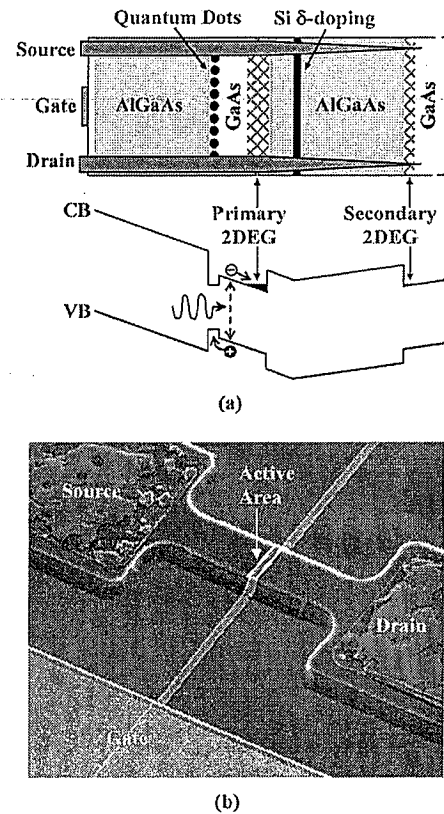 Quantum Dots Si δ-doping
Source
Gate
Drain
AlGaAs
GaAs
AlGaAs
GaAs
CB
Primary
2DEG
Secondary
2DEG
⊖
VB
⊕
(a)
Source
Active
Area
Drain
Gate
(b)